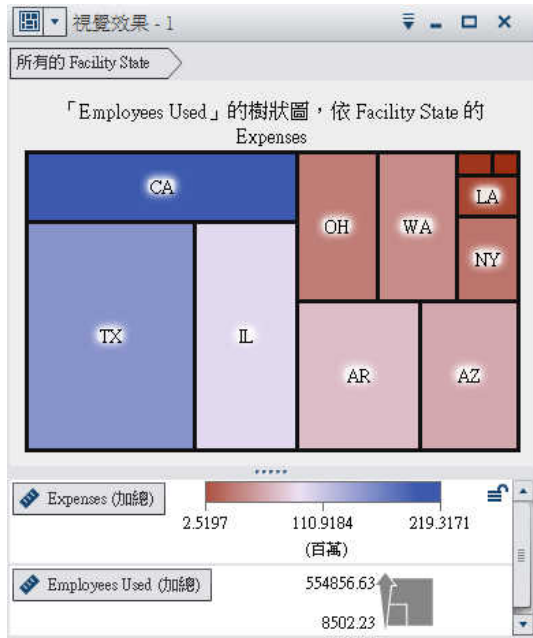 視覺效果 - 1
所有的 Facility State
「Employees Used」的樹狀圖，依 Facility State 的
Expenses
CA
OH
WA
LA
NY
TX
IL
AR
AZ
Expenses (加總)
2.5197 110.9184 219.3171
(百萬)
Employees Used (加總)
554856.63
8502.23